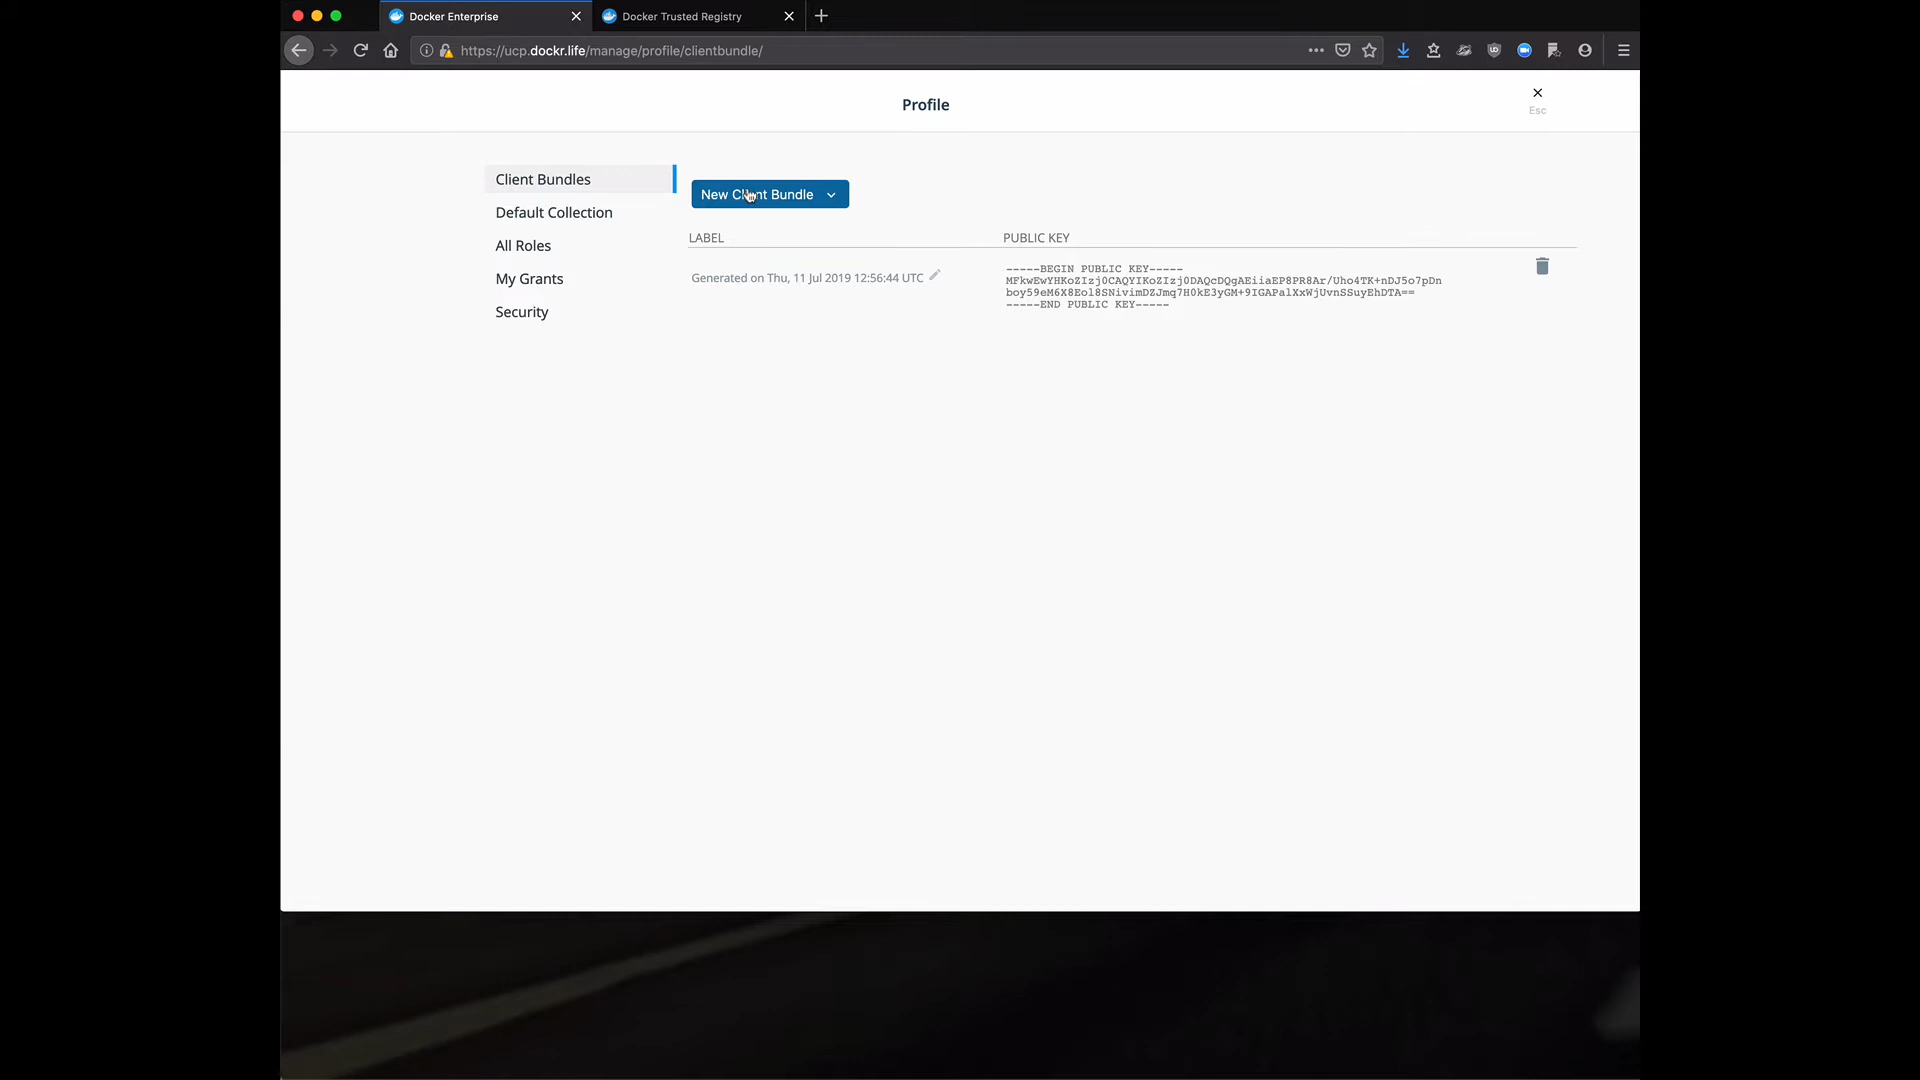 Docker Enterprise
Docker Trusted Registry
https://ucp.dockr.life/manage/profile/clientbundle/
Profile
Esc
Client Bundles
Default Collection
All Roles
My Grants
Security
New Client Bundle
LABEL
PUBLIC KEY
Generated on Thu, 11 Jul 2019 12:56:44 UTC
-----BEGIN PUBLIC KEY-----
MFkwEwYHKoZIzj0CAQYIKoZIzj0DAQcDQgAEiiaEP8PR8Ar/Uho4TK+nDJ5o7pDn
boy59eM6X8Eol8SNivimDZJmq7H0kE3yGM+9IGAPalXxWjUvnSSuyEhDTA==
-----END PUBLIC KEY-----